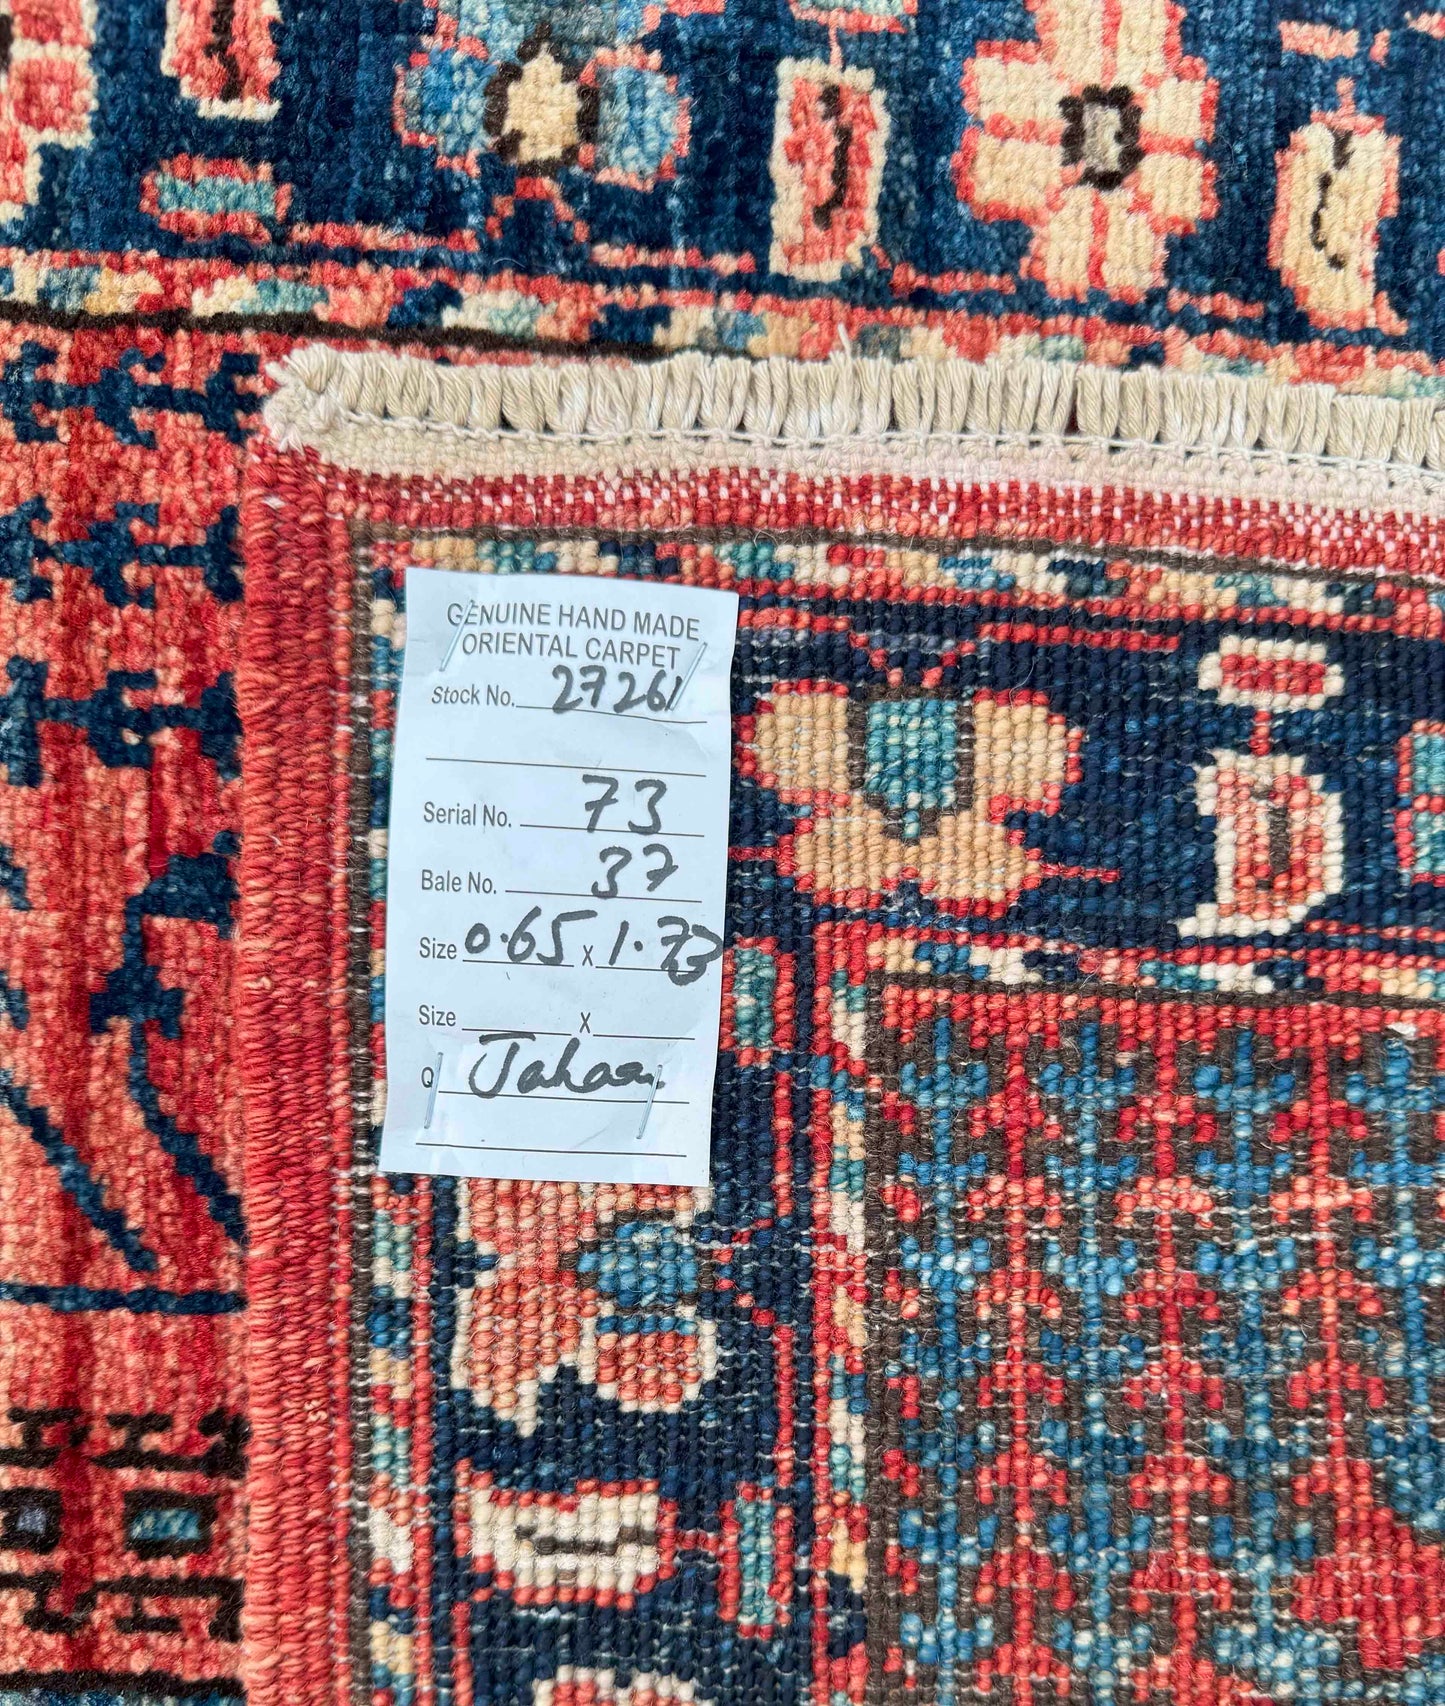 GENUINE HAND MADE
ORIENTAL CARPET
Stock No. 27261
Serial No. 73
Bale No. 37
Size 0.65 x 1.73
Size x
Q